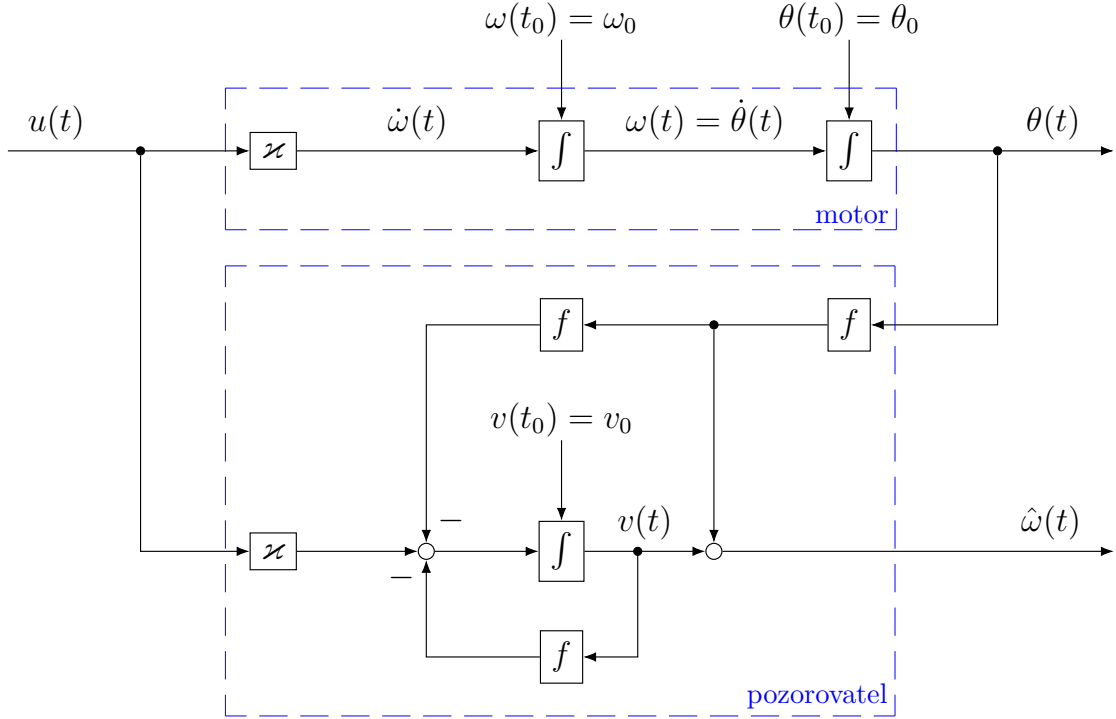 ω(t₀) = ω₀
θ(t₀) = θ₀
u(t)
ϰ
ω̇(t)
∫
ω(t) = θ̇(t)
∫
θ(t)
motor
f
f
v(t₀) = v₀
−
ϰ
−
∫
v(t)
ω̂(t)
f
pozorovatel